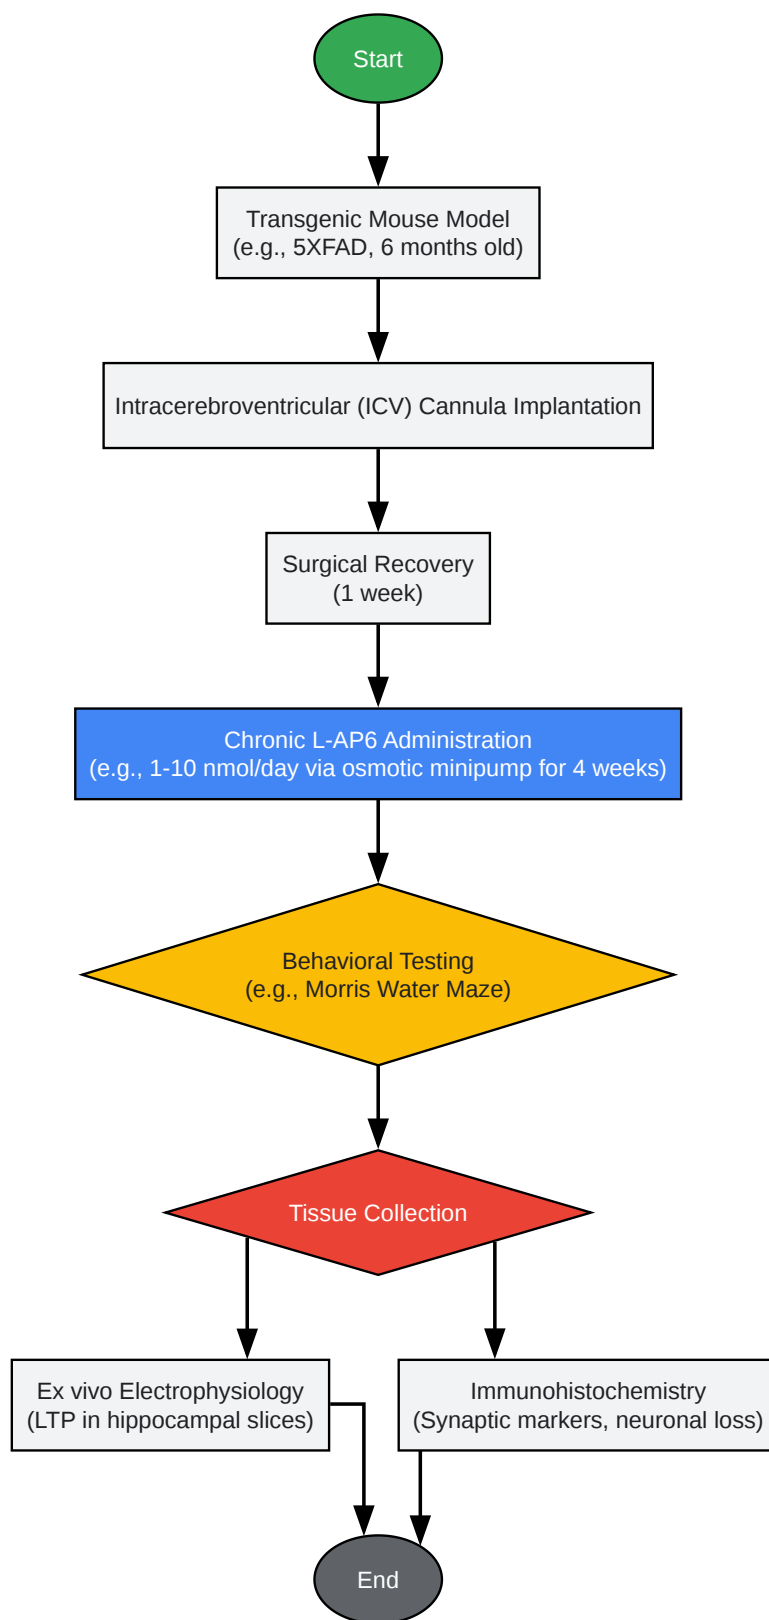 Start
Transgenic Mouse Model
(e.g., 5XFAD, 6 months old)
Intracerebroventricular (ICV) Cannula Implantation
Surgical Recovery
(1 week)
Chronic L-AP6 Administration
(e.g., 1-10 nmol/day via osmotic minipump for 4 weeks)
Behavioral Testing
(e.g., Morris Water Maze)
Tissue Collection
Ex vivo Electrophysiology
(LTP in hippocampal slices)
Immunohistochemistry
(Synaptic markers, neuronal loss)
End